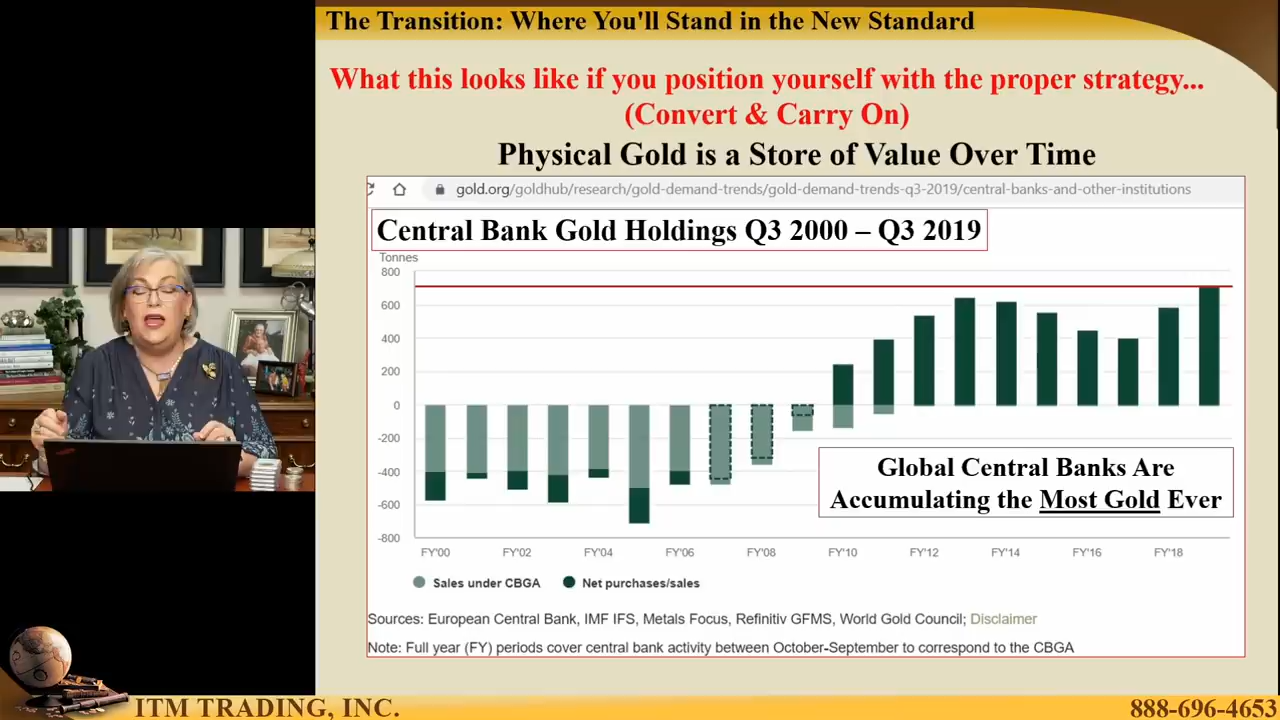 The Transition: Where You'll Stand in the New Standard
What this looks like if you position yourself with the proper strategy...
(Convert & Carry On)
Physical Gold is a Store of Value Over Time
gold.org/goldhub/research/gold-demand-trends/gold-demand-trends-q3-2019/central-banks-and-other-institutions
Central Bank Gold Holdings Q3 2000 – Q3 2019
Tonnes
800
600
400
200
0
-200
-400
-600
-800
Global Central Banks Are
Accumulating the Most Gold Ever
FY'00 FY'02 FY'04 FY'06 FY'08 FY'10 FY'12 FY'14 FY'16 FY'18
Sales under CBGA Net purchases/sales
Sources: European Central Bank, IMF IFS, Metals Focus, Refinitiv GFMS, World Gold Council; Disclaimer
Note: Full year (FY) periods cover central bank activity between October-September to correspond to the CBGA
ITM TRADING, INC. 888-696-4653